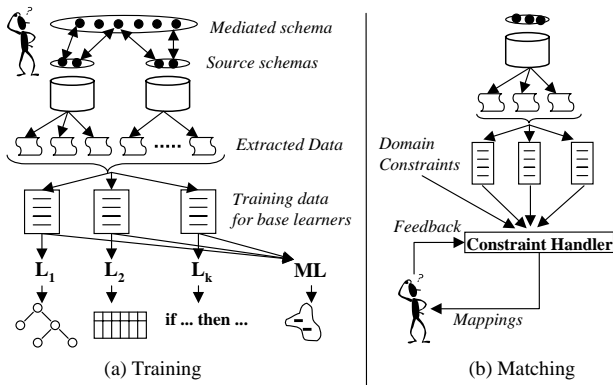 ?
Mediated schema
Source schemas
Extracted Data
.....
Training data
for base learners
L1
L2
Lk
ML
if ... then ...
(a) Training
Domain
Constraints
Feedback
Constraint Handler
?
Mappings
(b) Matching